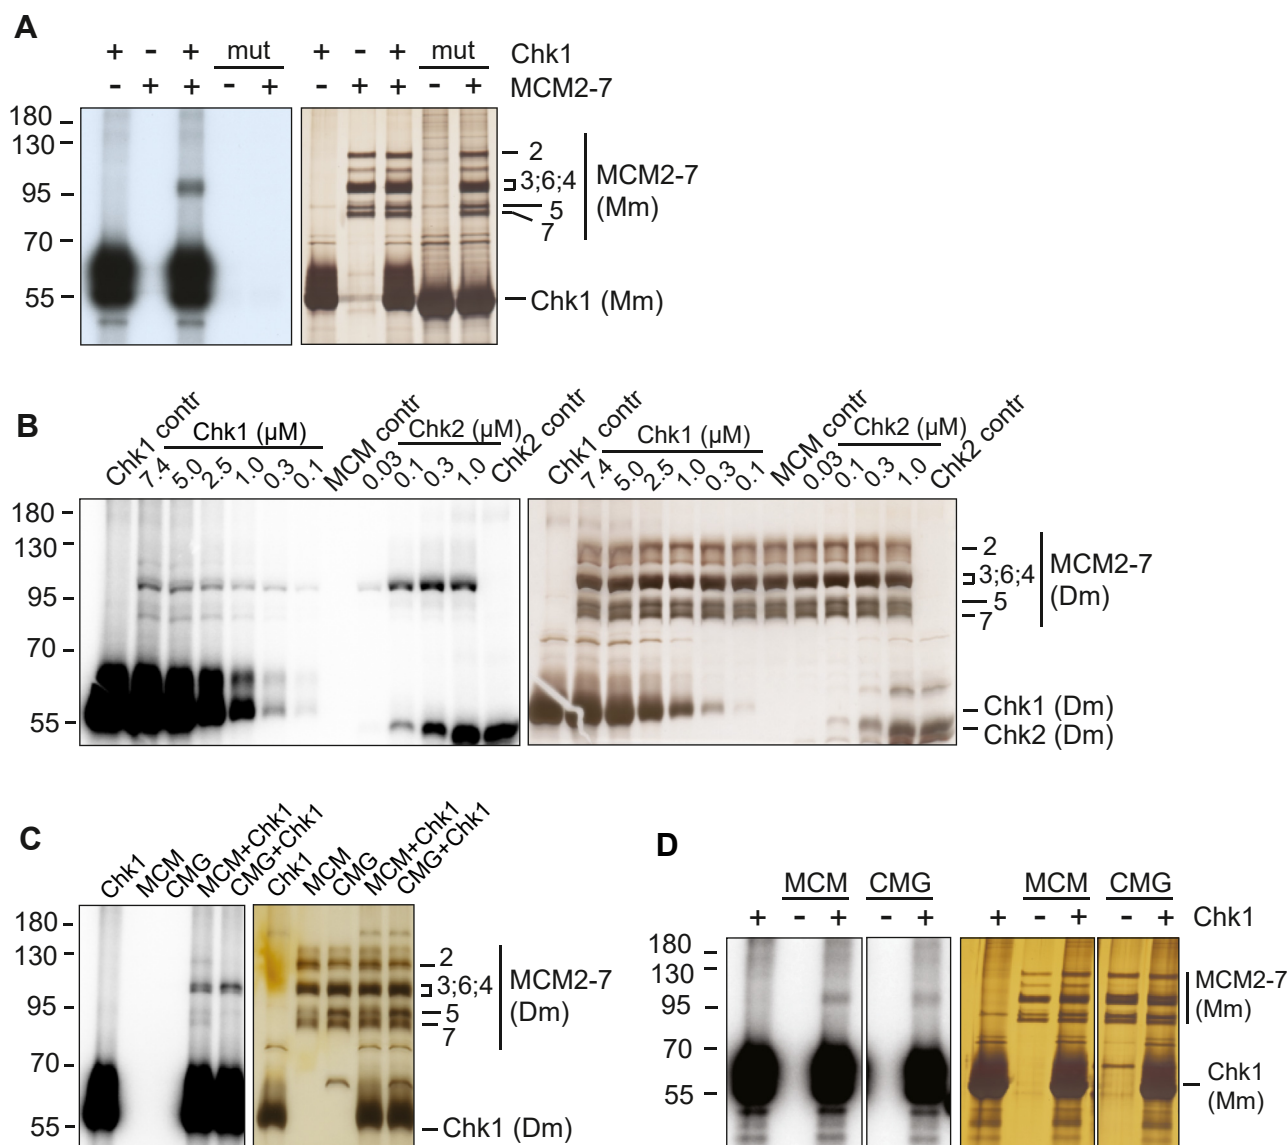 A
+ - + mut + - + mut Chk1
- + + - + - + + - + MCM2-7
180
130
95
70
55
2
3;6;4
5
7
MCM2-7
(Mm)
Chk1 (Mm)
B
Chk1 contr Chk1 (µM) MCM contr Chk2 (µM) Chk2 contr Chk1 contr Chk1 (µM) MCM contr Chk2 (µM) Chk2 contr
7.4 5.0 2.5 1.0 0.3 0.1 0.03 0.1 0.3 1.0 7.4 5.0 2.5 1.0 0.3 0.1 0.03 0.1 0.3 1.0
180
130
95
70
55
2
3;6;4
5
7
MCM2-7
(Dm)
Chk1 (Dm)
Chk2 (Dm)
C
Chk1 MCM CMG MCM+Chk1 CMG+Chk1 Chk1 MCM CMG MCM+Chk1 CMG+Chk1
180
130
95
70
55
2
3;6;4
5
7
MCM2-7
(Dm)
Chk1 (Dm)
D
MCM CMG MCM CMG
+ - + - + + - + - + Chk1
180
130
95
70
55
MCM2-7
(Mm)
Chk1
(Mm)